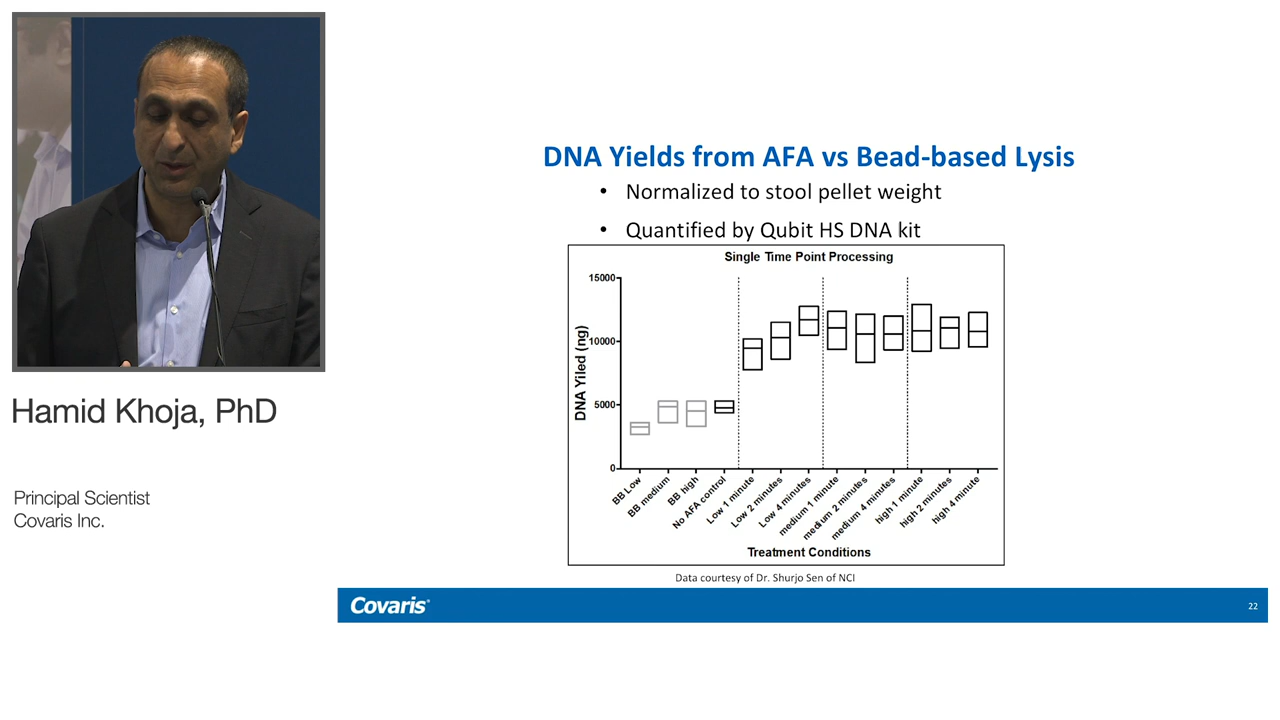 Hamid Khoja, PhD
Principal Scientist
Covaris Inc.
DNA Yields from AFA vs Bead-based Lysis
• Normalized to stool pellet weight
• Quantified by Qubit HS DNA kit
Single Time Point Processing
DNA Yiled (ng)
15000
10000
5000
0
BB Low
BB medium
BB high
No AFA control
Low 1 minute
Low 2 minutes
Low 4 minutes
medium 1 minute
medium 2 minutes
medium 4 minutes
high 1 minute
high 2 minutes
high 4 minute
Treatment Conditions
Data courtesy of Dr. Shurjo Sen of NCI
Covaris®
22